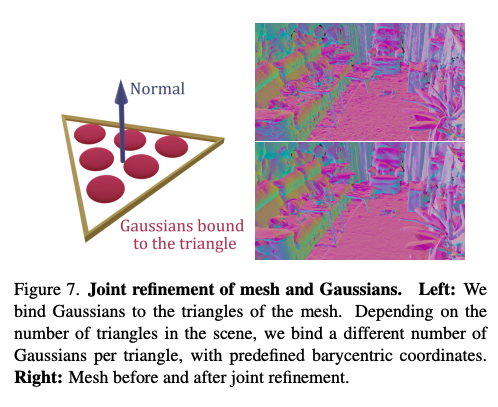 Normal
Gaussians bound
to the triangle
Figure 7. Joint refinement of mesh and Gaussians. Left: We
bind Gaussians to the triangles of the mesh. Depending on the
number of triangles in the scene, we bind a different number of
Gaussians per triangle, with predefined barycentric coordinates.
Right: Mesh before and after joint refinement.